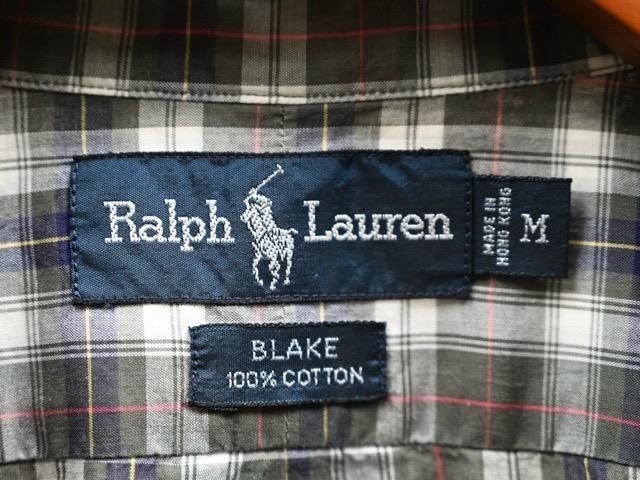 Ralph Lauren
MADE IN
HONG KONG
M
BLAKE
100% COTTON